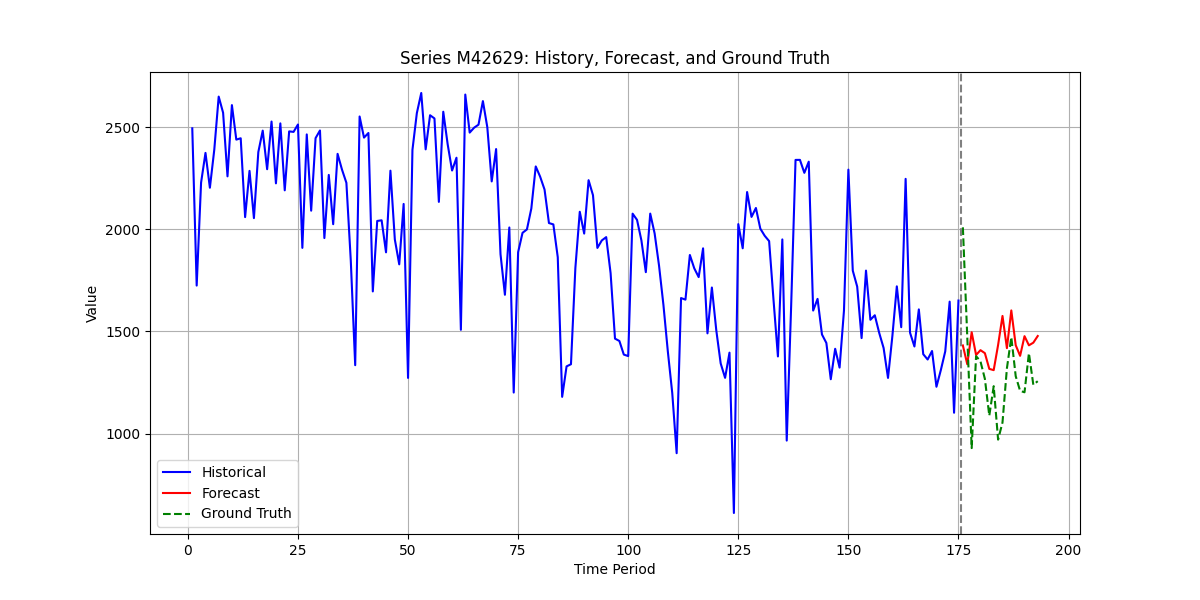 Series M42629: History, Forecast, and Ground Truth
Value
2500
2000
1500
1000
Historical
Forecast
Ground Truth
0 25 50 75 100 125 150 175 200
Time Period